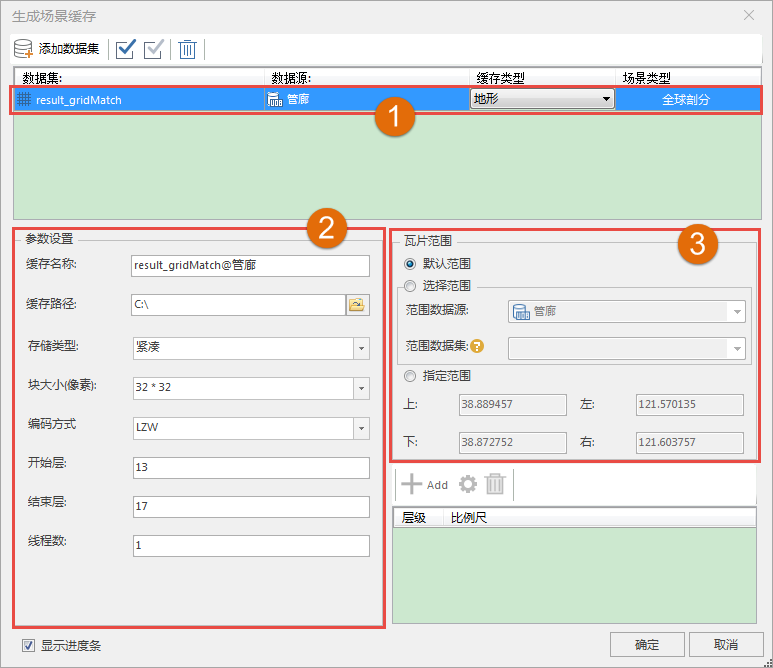 生成场景缓存
添加数据集
数据集: 数据源: 缓存类型 场景类型
result_gridMatch 管廊 地形 全球剖分
1
2
参数设置
缓存名称: result_gridMatch@管廊
缓存路径: C:\
存储类型: 紧凑
块大小(像素): 32 * 32
编码方式 LZW
开始层: 13
结束层: 17
线程数: 1
3
瓦片范围
默认范围
选择范围
范围数据源: 管廊
范围数据集: ?
指定范围
上: 38.889457 左: 121.570135
下: 38.872752 右: 121.603757
Add
层级 比例尺
显示进度条
确定 取消